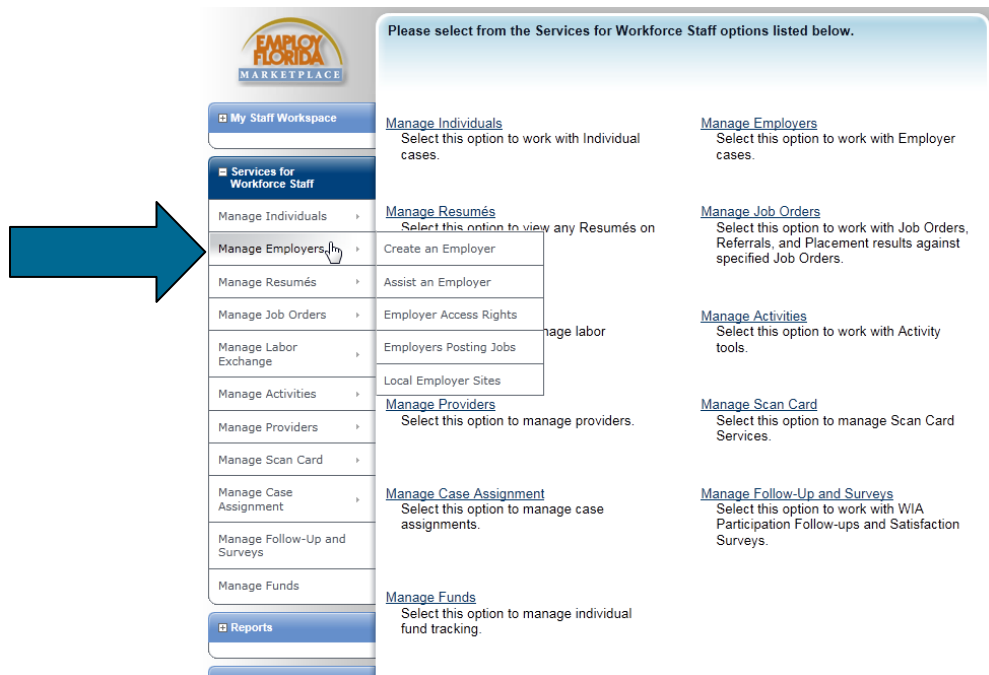 EMPLOY
FLORIDA
MARKETPLACE
Please select from the Services for Workforce Staff options listed below.
My Staff Workspace
Services for
Workforce Staff
Manage Individuals
Manage Employers
Manage Resumés
Manage Job Orders
Manage Labor
Exchange
Manage Activities
Manage Providers
Manage Scan Card
Manage Case
Assignment
Manage Follow-Up and
Surveys
Manage Funds
Reports
Create an Employer
Assist an Employer
Employer Access Rights
Employers Posting Jobs
Local Employer Sites
Manage Individuals
Select this option to work with Individual
cases.
Manage Employers
Select this option to work with Employer
cases.
Manage Resumés
Select this option to view any Resumés on
Manage Job Orders
Select this option to work with Job Orders,
Referrals, and Placement results against
specified Job Orders.
labor
Manage Activities
Select this option to work with Activity
tools.
Manage Providers
Select this option to manage providers.
Manage Scan Card
Select this option to manage Scan Card
Services.
Manage Case Assignment
Select this option to manage case
assignments.
Manage Follow-Up and Surveys
Select this option to work with WIA
Participation Follow-ups and Satisfaction
Surveys.
Manage Funds
Select this option to manage individual
fund tracking.